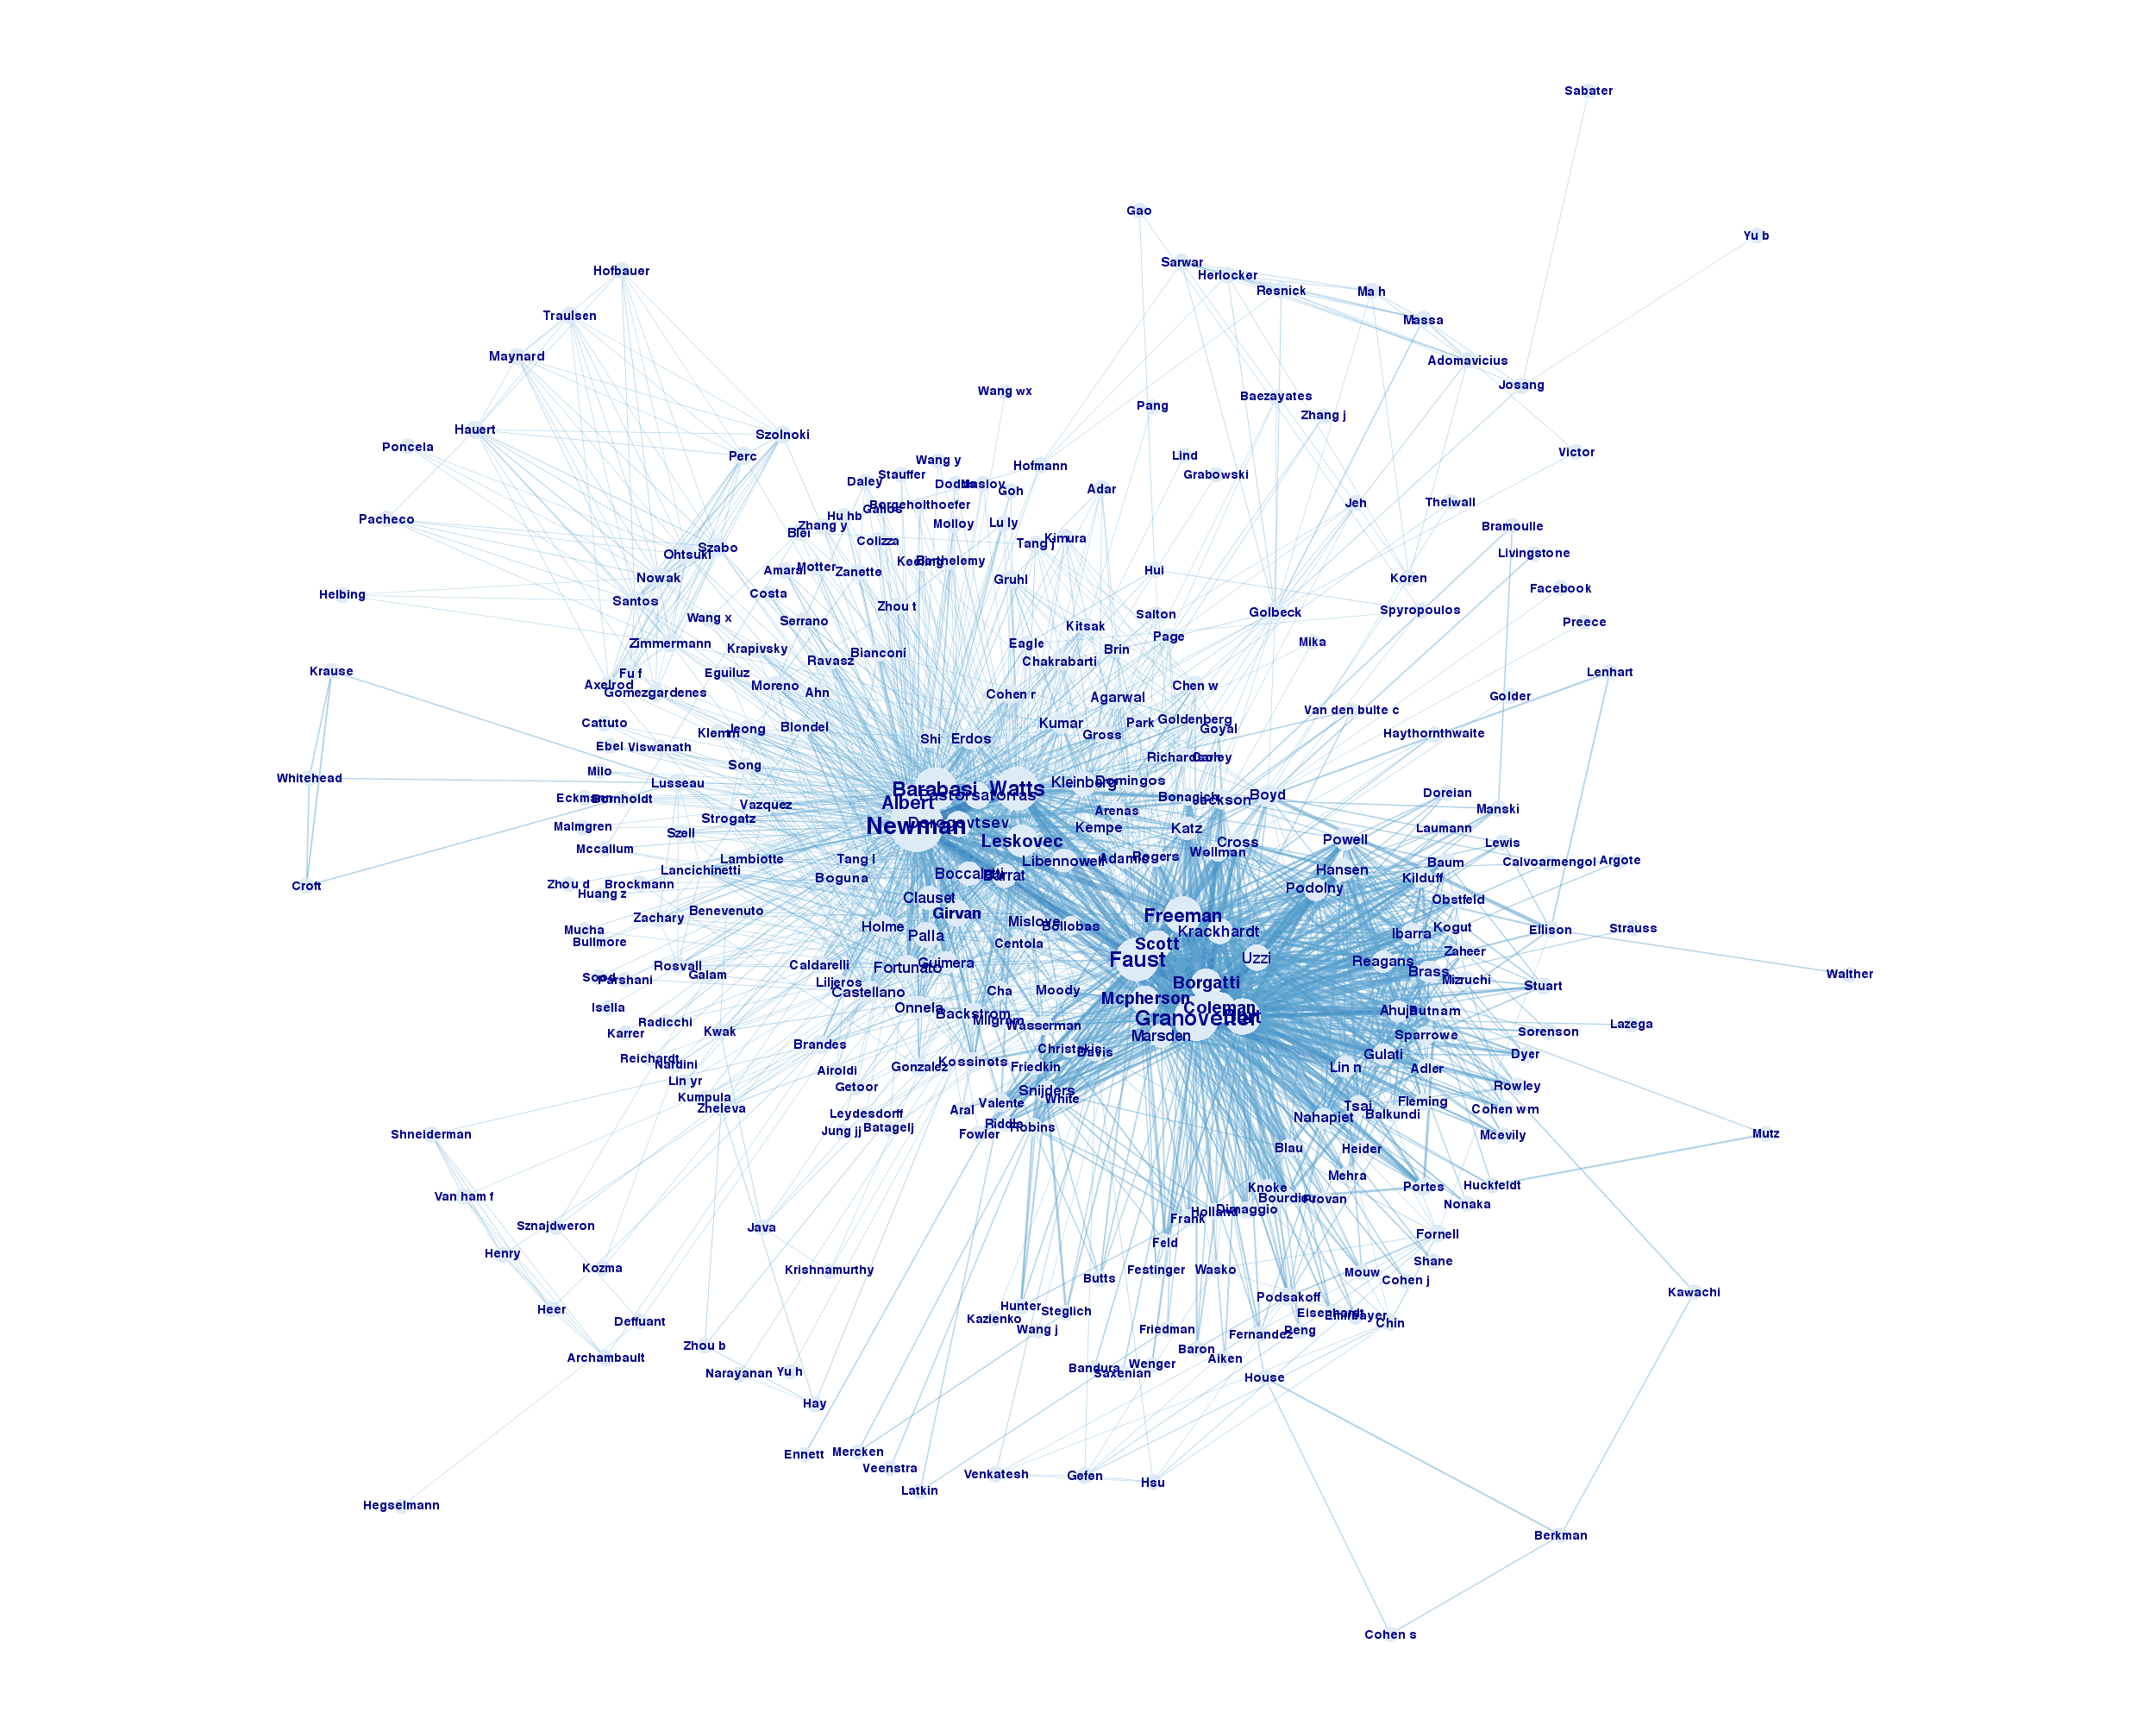 Sabater
Gao
Yu b
Sarwar
Hofbauer
Herlocker
Resnick
Ma h
Traulsen
Massa
Maynard
Adomavicius
Josang
Wang wx
Baezayates
Pang
Zhang j
Hauert
Szolnoki
Poncela
Victor
Perc
Lind
Wang y
Hofmann
Stauffer
Grabowski
Daley
Adar
Goh
Jeh
Thelwall
Borgeholthoefer
Hu hb
Pacheco
Lu ly
Molloy
Zhang y
Bramoulle
Blei
Kimura
Colizza
Tang j
Szabo
Livingstone
Ohtsuki
Barthelemy
Amaral
Motter
Zanette
Hui
Nowak
Koren
Gruhl
Facebook
Costa
Helbing
Santos
Zhou t
Spyropoulos
Golbeck
Salton
Wang x
Serrano
Preece
Kitsak
Page
Mika
Zimmermann
Eagle
Krapivsky
Brin
Bianconi
Ravasz
Chakrabarti
Krause
Eguiluz
Fu f
Lenhart
Axelrod
Moreno
Chen w
Gomezgardenes
Ahn
Cohen r
Agarwal
Golder
Van den bulte c
Cattuto
Kumar
Park
Goldenberg
Blondel
Klemm
Jeong
Goyal
Haythornthwaite
Gross
Shi
Erdos
Ebel
Viswanath
Richardson
Carley
Song
Milo
Whitehead
Lusseau
Kleinberg
Domingos
Barabasi
Watts
Doreian
Pastorsatorras
Boyd
Eckmann
Bornholdt
Bonacich
Jackson
Albert
Vazquez
Manski
Arenas
Strogatz
Dorogovtsev
Malmgren
Newman
Kempe
Katz
Laumann
Szell
Powell
Leskovec
Cross
Lewis
Mccallum
Wellman
Rogers
Lambiotte
Tang l
Adamic
Libennowell
Argote
Baum
Calvoarmengol
Lancichinetti
Hansen
Boccaletti
Barrat
Boguna
Kilduff
Zhou d
Brockmann
Croft
Podolny
Huang z
Clauset
Obstfeld
Benevenuto
Girvan
Freeman
Zachary
Mislove
Bollobas
Holme
Kogut
Strauss
Mucha
Ellison
Krackhardt
Ibarra
Palla
Bullmore
Centola
Scott
Zaheer
Uzzi
Faust
Reagans
Guimera
Caldarelli
Rosvall
Fortunato
Brass
Walther
Galam
Sood
Parshani
Mizruchi
Liljeros
Borgatti
Stuart
Castellano
Cha
Moody
Mcpherson
Isella
Onnela
Coleman
Ahuja
Putnam
Backstrom
Granovetter
Burt
Milgram
Radicchi
Wasserman
Lazega
Kwak
Karrer
Sorenson
Marsden
Sparrowe
Brandes
Christakis
Davis
Gulati
Dyer
Reichardt
Nardini
Kossinots
Gonzalez
Friedkin
Lin n
Adler
Airoldi
Lin yr
Getoor
Rowley
Snijders
Kumpula
White
Fleming
Valente
Tsai
Zheleva
Aral
Cohen wm
Leydesdorff
Balkundi
Nahapiet
Riddle
Robins
Batagelj
Jung jj
Fowler
Shneiderman
Mutz
Mcevily
Blau
Heider
Mehra
Huckfeldt
Portes
Knoke
Van ham f
Bourdieu
Provan
Nonaka
Dimaggio
Holland
Frank
Sznajdweron
Java
Fornell
Feld
Henry
Shane
Kozma
Krishnamurthy
Festinger
Wasko
Mouw
Butts
Cohen j
Kawachi
Podsakoff
Hunter
Heer
Steglich
Eisenhardt
Emirbayer
Kazienko
Deffuant
Chin
Wang j
Friedman
Peng
Fernandez
Zhou b
Baron
Archambault
Aiken
Wenger
Bandura
Saxenian
Yu h
Narayanan
House
Hay
Mercken
Ennett
Veenstra
Venkatesh
Gefen
Hsu
Latkin
Hegselmann
Berkman
Cohen s